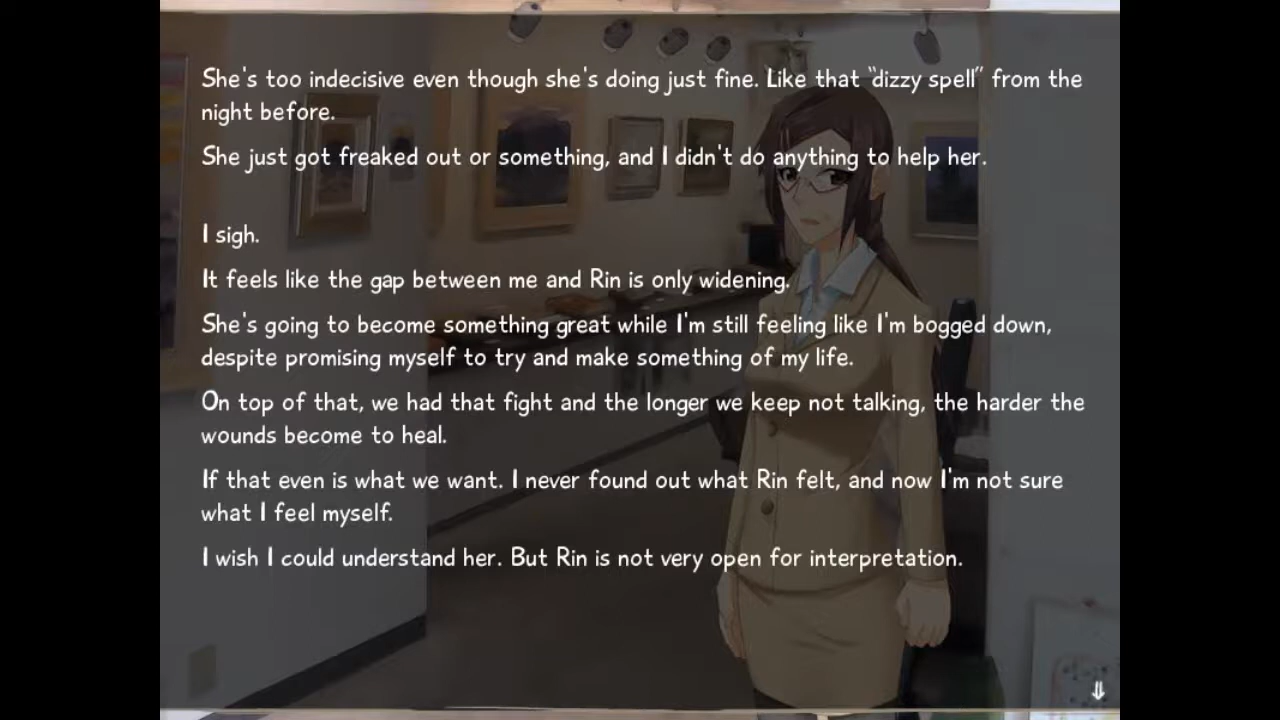 She's too indecisive even though she's doing just fine. Like that "dizzy spell" from the
night before.
She just got freaked out or something, and I didn't do anything to help her.
I sigh.
It feels like the gap between me and Rin is only widening.
She's going to become something great while I'm still feeling like I'm bogged down,
despite promising myself to try and make something of my life.
On top of that, we had that fight and the longer we keep not talking, the harder the
wounds become to heal.
If that even is what we want. I never found out what Rin felt, and now I'm not sure
what I feel myself.
I wish I could understand her. But Rin is not very open for interpretation.